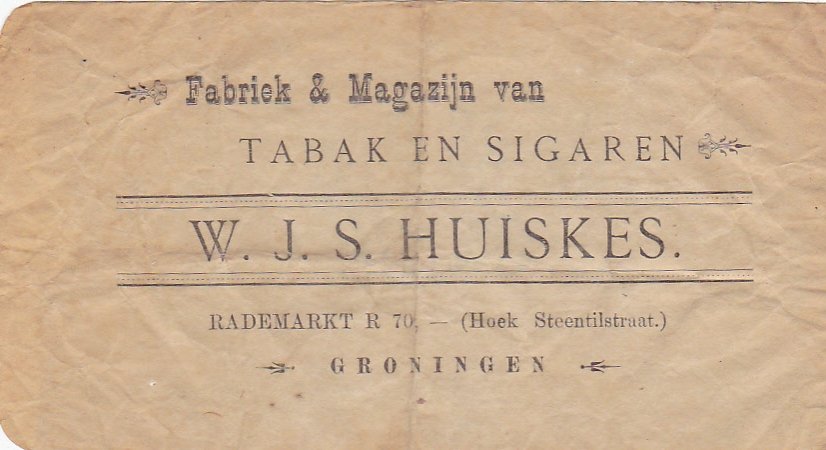 Fabriek & Magazijn van
TABAK EN SIGAREN
W. J. S. HUISKES.
RADEMARKT R 70, — (Hoek Steentilstraat.)
GRONINGEN